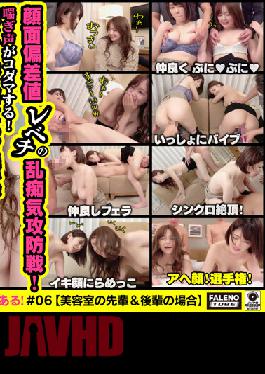 顔面偏差値
レベチの
乱痴気攻防戦!
喘ぎ声がコダマする!
仲良く ぷに♥ぷに♥
いっしょにバイブ
仲良しフェラ
シンクロ絶頂!
イキ顔にらめっこ
アヘ顔!選手権!
ある! #06【美容室の先輩&後輩の場合】
FALENO
TUBE
JAVHD